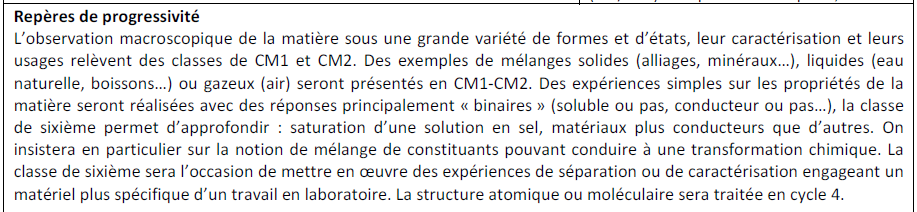 Repères de progressivité
L'observation macroscopique de la matière sous une grande variété de formes et d'états, leur caractérisation et leurs
usages relèvent des classes de CM1 et CM2. Des exemples de mélanges solides (alliages, minéraux…), liquides (eau
naturelle, boissons…) ou gazeux (air) seront présentés en CM1-CM2. Des expériences simples sur les propriétés de la
matière seront réalisées avec des réponses principalement « binaires » (soluble ou pas, conducteur ou pas…), la classe
de sixième permet d'approfondir : saturation d'une solution en sel, matériaux plus conducteurs que d'autres. On
insistera en particulier sur la notion de mélange de constituants pouvant conduire à une transformation chimique. La
classe de sixième sera l'occasion de mettre en œuvre des expériences de séparation ou de caractérisation engageant un
matériel plus spécifique d'un travail en laboratoire. La structure atomique ou moléculaire sera traitée en cycle 4.